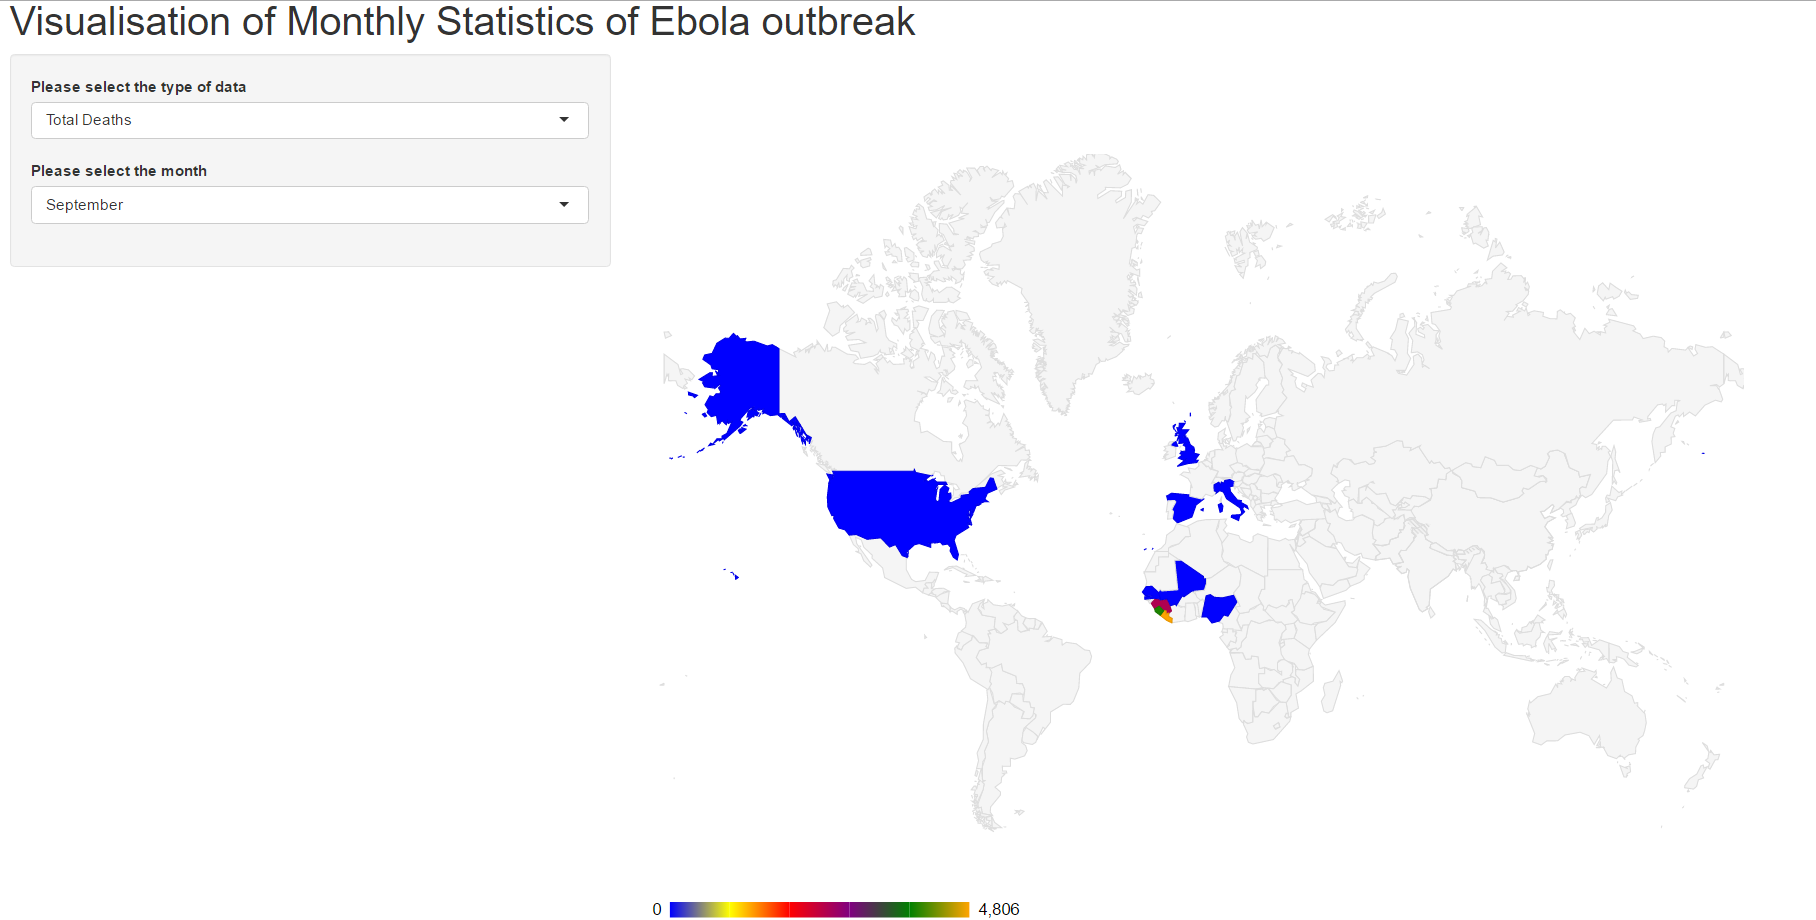 Visualisation of Monthly Statistics of Ebola outbreak
Please select the type of data
Total Deaths
Please select the month
September
0 4,806